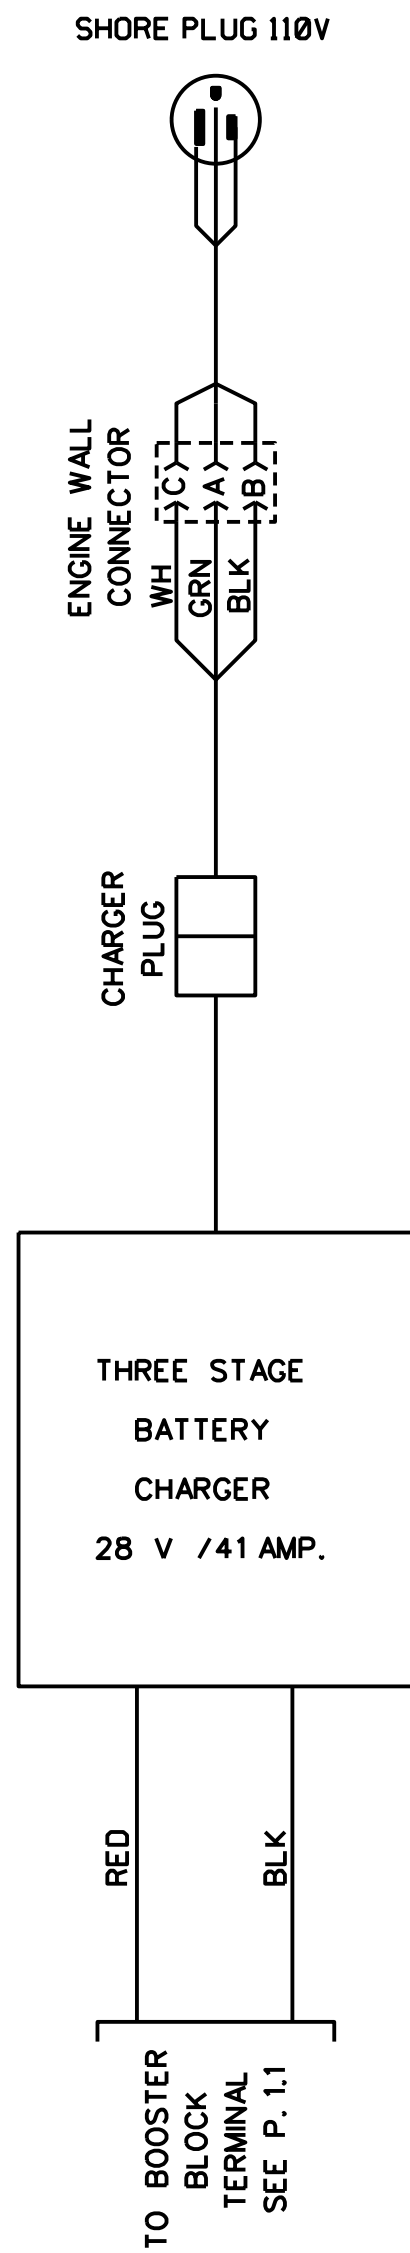 SHORE PLUG 110V
ENGINE WALL
CONNECTOR
C
A
B
WH
GRN
BLK
CHARGER
PLUG
THREE STAGE
BATTERY
CHARGER
28 V /41 AMP.
RED
BLK
TO BOOSTER
BLOCK
TERMINAL
SEE P. 1.1